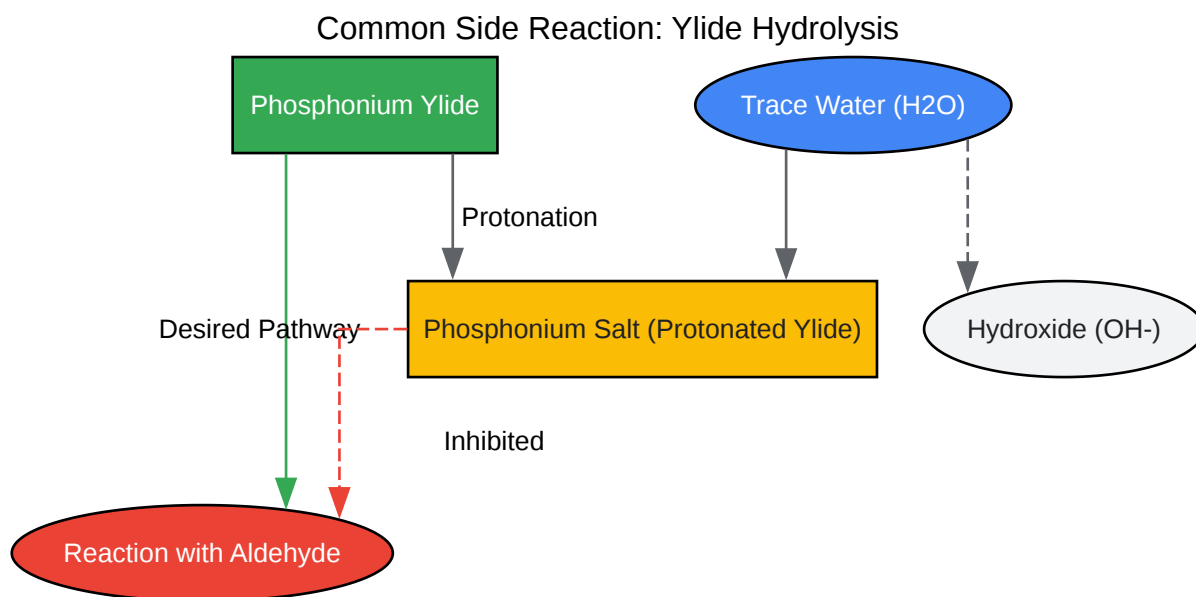 Common Side Reaction: Ylide Hydrolysis
Phosphonium Ylide
Trace Water (H2O)
Protonation
Desired Pathway
Phosphonium Salt (Protonated Ylide)
Hydroxide (OH-)
Inhibited
Reaction with Aldehyde